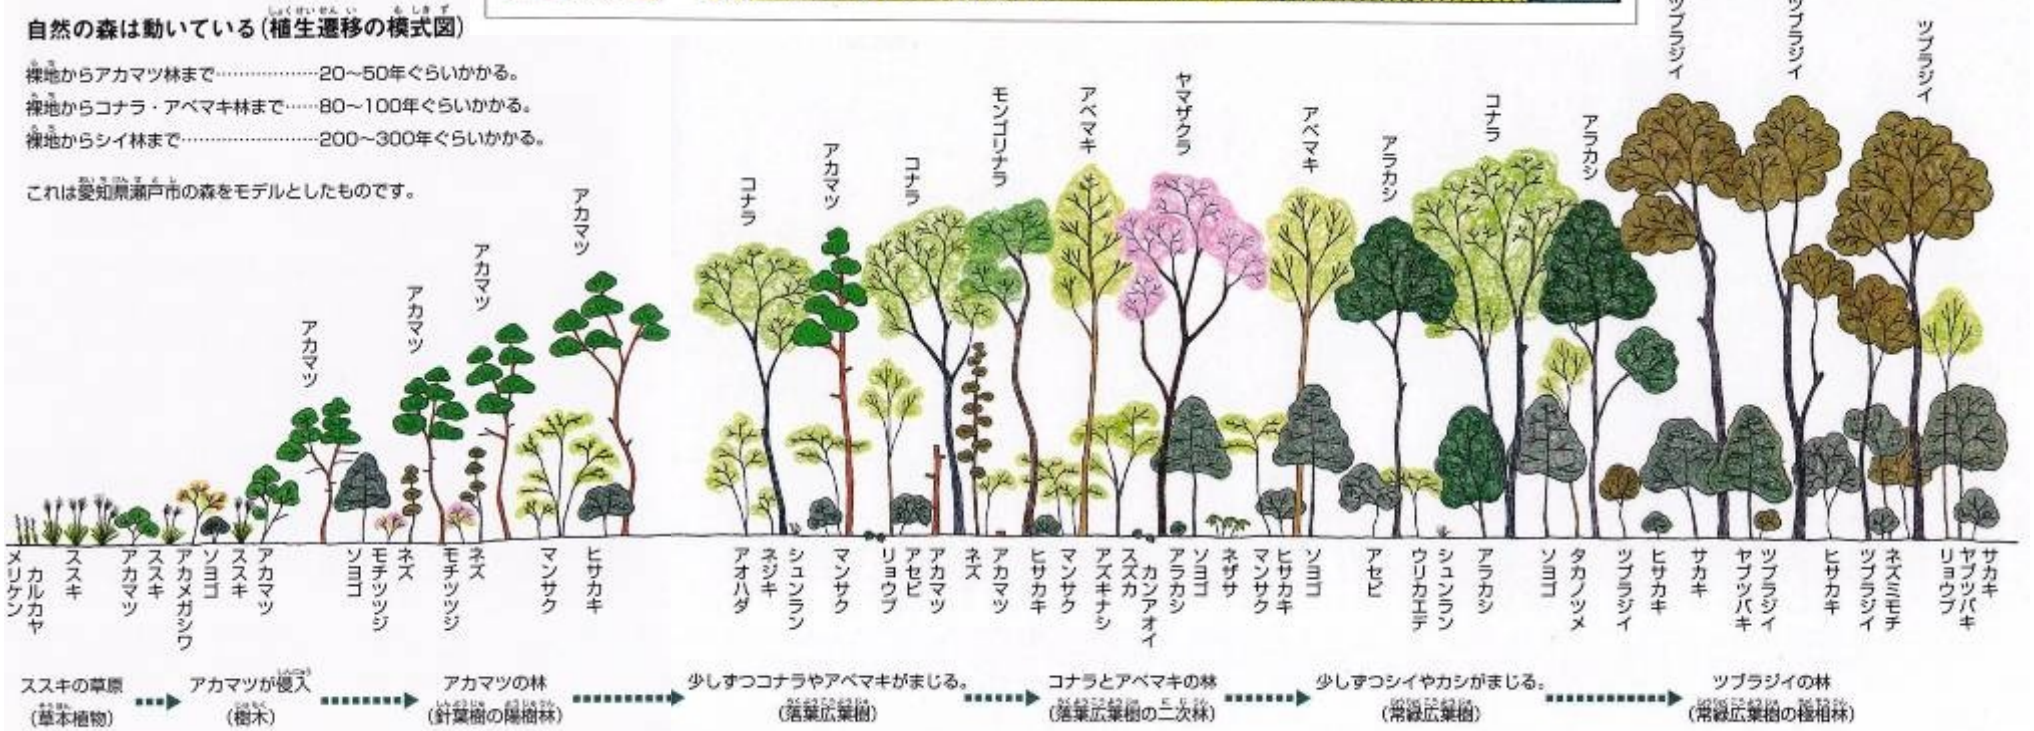 自然の森は動いている(植生遷移の模式図)
裸地からアカマツ林まで………………20〜50年ぐらいかかる。
裸地からコナラ・アベマキ林まで……80〜100年ぐらいかかる。
裸地からシイ林まで…………………200〜300年ぐらいかかる。
これは愛知県瀬戸市の森をモデルとしたものです。
アカマツ
アカマツ
アカマツ
アカマツ
コナラ
アカマツ
コナラ
モンゴリナラ
アベマキ
ヤマザクラ
アベマキ
アラカシ
コナラ
アラカシ
ツブラジイ
ツブラジイ
ツブラジイ
メリケン
カルカヤ
ススキ
アカマツ
ススキ
アカメガシワ
ソヨゴ
ススキ
アカマツ
ソヨゴ
モチツツジ
ネズ
モチツツジ
ネズ
マンサク
ヒサカキ
アオハダ
ネジキ
シュンラン
マンサク
リョウブ
アセビ
アカマツ
ネズ
アカマツ
ヒサカキ
マンサク
アズキナシ
スズカ
カンアオイ
アラカシ
ソヨゴ
ネザサ
マンサク
ヒサカキ
ソヨゴ
アセビ
ウリカエデ
シュンラン
アラカシ
ソヨゴ
タカノツメ
ツブラジイ
ヒサカキ
サカキ
ヤブツバキ
ツブラジイ
ヒサカキ
ツブラジイ
ネズミモチ
リョウブ
ヤブツバキ
サカキ
ススキの草原
(草本植物)
アカマツが侵入
(樹木)
アカマツの林
(針葉樹の陽樹林)
少しずつコナラやアベマキがまじる。
(落葉広葉樹)
コナラとアベマキの林
(落葉広葉樹の二次林)
少しずつシイやカシがまじる。
(常緑広葉樹)
ツブラジイの林
(常緑広葉樹の極相林)